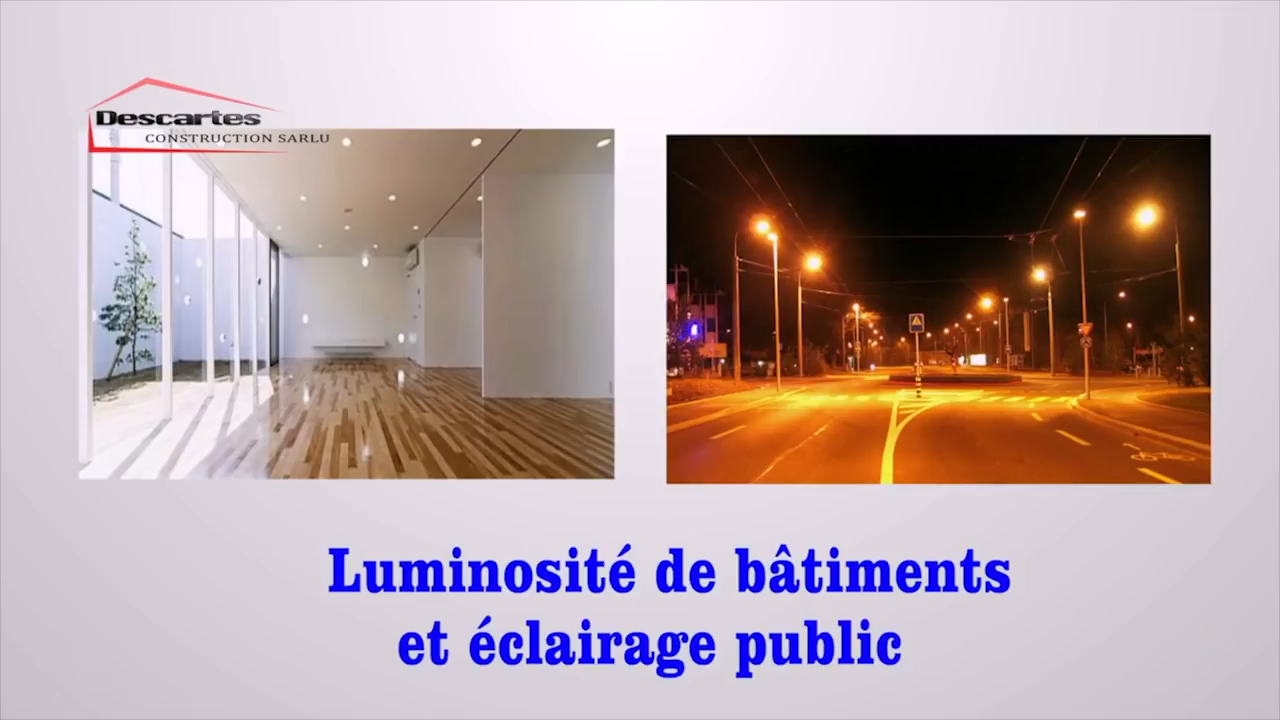 Descartes
CONSTRUCTION SARLU
Luminosité de bâtiments
et éclairage public